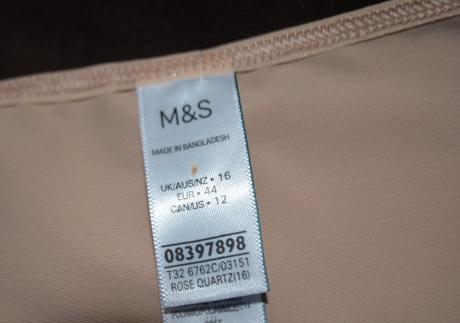 M&S
MADE IN BANGLADESH
UK/AUS/NZ • 16
EUR • 44
CAN/US • 12
08397898
T32 6762C/03151
ROSE QUARTZ(16)